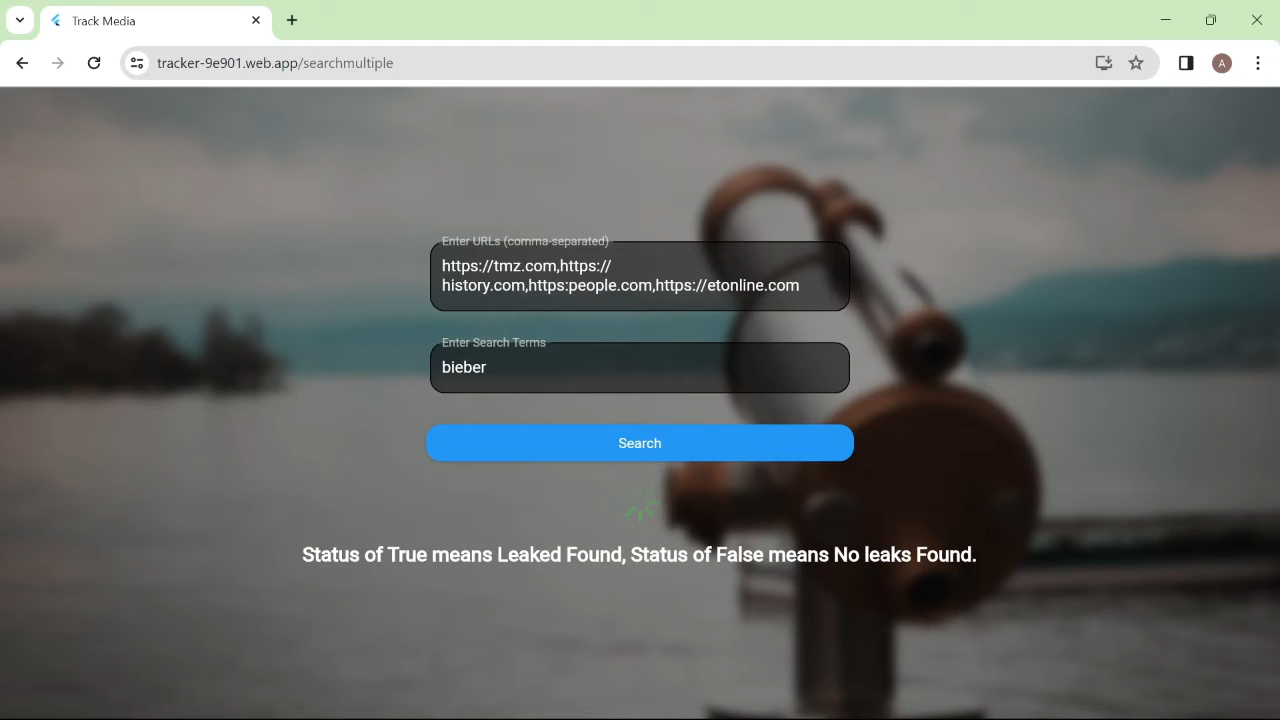 Track Media
tracker-9e901.web.app/searchmultiple
A
Enter URLs (comma-separated)
https://tmz.com,https://
history.com,https:people.com,https://etonline.com
Enter Search Terms
bieber
Search
Status of True means Leaked Found, Status of False means No leaks Found.